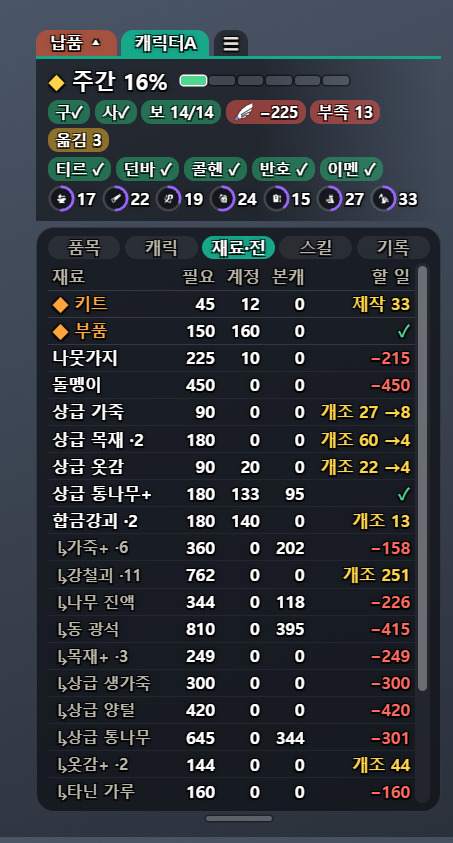 납품 ▲ 캐릭터A ☰
◆ 주간 16%
구✓ 사✓ 보 14/14 −225 부족 13
옮김 3
티르 ✓ 던바 ✓ 콜헨 ✓ 반호 ✓ 이멘 ✓
17 22 19 24 15 27 33
품목 캐릭 재료·전 스킬 기록
재료 필요 계정 본캐 할 일
◆ 키트 45 12 0 제작 33
◆ 부품 150 160 0 ✓
나뭇가지 225 10 0 −215
돌멩이 450 0 0 −450
상급 가죽 90 0 0 개조 27 →8
상급 목재 ·2 180 0 0 개조 60 →4
상급 옷감 90 20 0 개조 22 →4
상급 통나무+ 180 133 95 ✓
합금강괴 ·2 180 140 0 개조 13
↳가죽+ ·6 360 0 202 −158
↳강철괴 ·11 762 0 0 개조 251
↳나무 진액 344 0 118 −226
↳동 광석 810 0 395 −415
↳목재+ ·3 249 0 0 −249
↳상급 생가죽 300 0 0 −300
↳상급 양털 420 0 0 −420
↳상급 통나무 645 0 344 −301
↳옷감+ ·2 144 0 0 개조 44
↳타닌 가루 160 0 0 −160